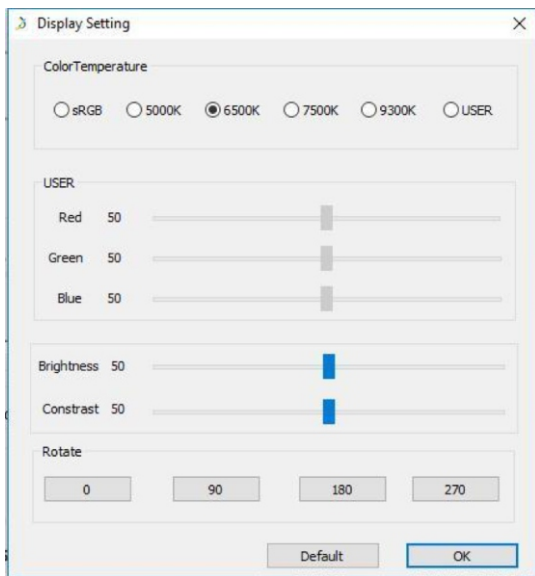 Display Setting
ColorTemperature
sRGB 5000K 6500K 7500K 9300K USER
USER
Red 50
Green 50
Blue 50
Brightness 50
Constrast 50
Rotate
0 90 180 270
Default OK